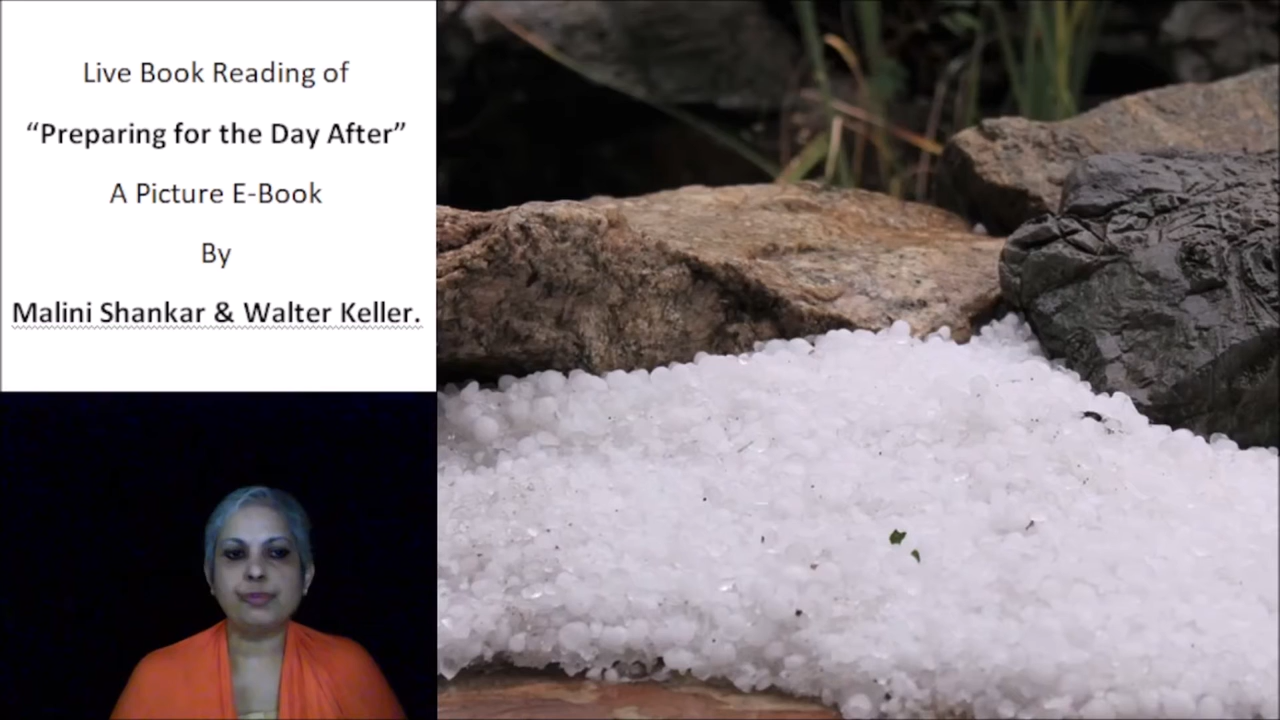 Live Book Reading of
“Preparing for the Day After”
A Picture E-Book
By
Malini Shankar & Walter Keller.